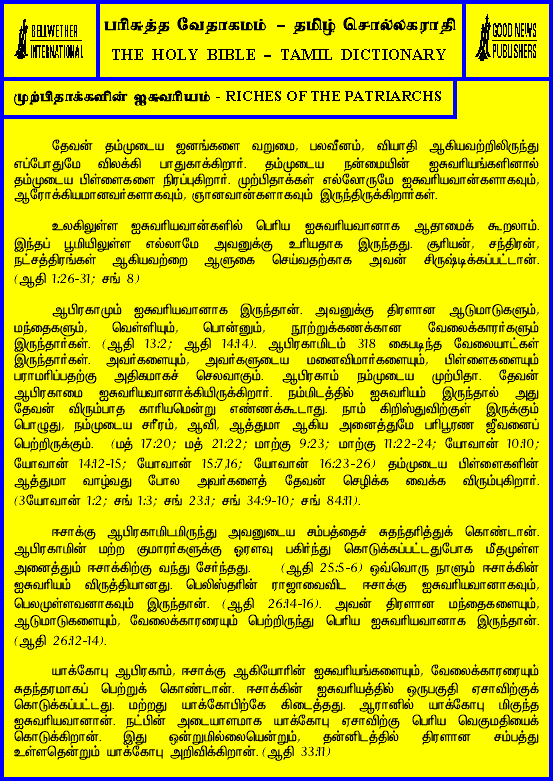 BELLWETHER
INTERNATIONAL
பரிசுத்த வேதாகமம் – தமிழ் சொல்லகராதி
THE HOLY BIBLE – TAMIL DICTIONARY
GOOD NEWS
PUBLISHERS
முற்பிதாக்களின் ஐசுவரியம் - RICHES OF THE PATRIARCHS
தேவன் தம்முடைய ஜனங்களை வறுமை, பலவீனம், வியாதி ஆகியவற்றிலிருந்து
எப்போதுமே விலக்கி பாதுகாக்கிறார். தம்முடைய நன்மையின் ஐசுவரியங்களினால்
தம்முடைய பிள்ளைகளை நிரப்புகிறார். முற்பிதாக்கள் எல்லோருமே ஐசுவரியவான்களாகவும்,
ஆரோக்கியமானவர்களாகவும், ஞானவான்களாகவும் இருந்திருக்கிறார்கள்.
உலகிலுள்ள ஐசுவரியவான்களில் பெரிய ஐசுவரியவானாக ஆதாமைக் கூறலாம்.
இந்தப் பூமியிலுள்ள எல்லாமே அவனுக்கு உரியதாக இருந்தது. சூரியன், சந்திரன்,
நட்சத்திரங்கள் ஆகியவற்றை ஆளுகை செய்வதற்காக அவன் சிருஷ்டிக்கப்பட்டான்.
(ஆதி 1:26-31; சங் 8)
ஆபிரகாமும் ஐசுவரியவானாக இருந்தான். அவனுக்கு திரளான ஆடுமாடுகளும்,
மந்தைகளும், வெள்ளியும், பொன்னும், நூற்றுக்கணக்கான வேலைக்காரர்களும்
இருந்தார்கள். (ஆதி 13:2; ஆதி 14:14). ஆபிரகாமிடம் 318 கைபடிந்த வேலையாட்கள்
இருந்தார்கள். அவர்களையும், அவர்களுடைய மனைவிமார்களையும், பிள்ளைகளையும்
பராமரிப்பதற்கு அதிகமாகச் செலவாகும். ஆபிரகாம் நம்முடைய முற்பிதா. தேவன்
ஆபிரகாமை ஐசுவரியவானாக்கியிருக்கிறார். நம்மிடத்தில் ஐசுவரியம் இருந்தால் அது
தேவன் விரும்பாத காரியமென்று எண்ணக்கூடாது. நாம் கிறிஸ்துவிற்குள் இருக்கும்
பொழுது, நம்முடைய சரீரம், ஆவி, ஆத்துமா ஆகிய அனைத்துமே பரிபூரண ஜீவனைப்
பெற்றிருக்கும். (மத் 17:20; மத் 21:22; மாற்கு 9:23; மாற்கு 11:22-24; யோவான் 10:10;
யோவான் 14:12-15; யோவான் 15:7,16; யோவான் 16:23-26) தம்முடைய பிள்ளைகளின்
ஆத்துமா வாழ்வது போல அவர்களைத் தேவன் செழிக்க வைக்க விரும்புகிறார்.
(3யோவான் 1:2; சங் 1:3; சங் 23:1; சங் 34:9-10; சங் 84:11).
ஈசாக்கு ஆபிரகாமிடமிருந்து அவனுடைய சம்பத்தைச் சுதந்தரித்துக் கொண்டான்.
ஆபிரகாமின் மற்ற குமாரர்களுக்கு ஓரளவு பகிர்ந்து கொடுக்கப்பட்டதுபோக மீதமுள்ள
அனைத்தும் ஈசாக்கிற்கு வந்து சேர்ந்தது. (ஆதி 25:5-6) ஒவ்வொரு நாளும் ஈசாக்கின்
ஐசுவரியம் விருத்தியானது. பெலிஸ்தரின் ராஜாவைவிட ஈசாக்கு ஐசுவரியவானாகவும்,
பெலமுள்ளவனாகவும் இருந்தான். (ஆதி 26:14-16). அவன் திரளான மந்தைகளையும்,
ஆடுமாடுகளையும், வேலைக்காரரையும் பெற்றிருந்து பெரிய ஐசுவரியவானாக இருந்தான்.
(ஆதி 26:12-14).
யாக்கோபு ஆபிரகாம், ஈசாக்கு ஆகியோரின் ஐசுவரியங்களையும், வேலைக்காரரையும்
சுதந்தரமாகப் பெற்றுக் கொண்டான். ஈசாக்கின் ஐசுவரியத்தில் ஒருபகுதி ஏசாவிற்குக்
கொடுக்கப்பட்டது. மற்றது யாக்கோபிற்கே கிடைத்தது. ஆரானில் யாக்கோபு மிகுந்த
ஐசுவரியவானான். நட்பின் அடையாளமாக யாக்கோபு ஏசாவிற்கு பெரிய வெகுமதியைக்
கொடுக்கிறான். இது ஒன்றுமில்லையென்றும், தன்னிடத்தில் திரளான சம்பத்து
உள்ளதென்றும் யாக்கோபு அறிவிக்கிறான். (ஆதி 33:11)